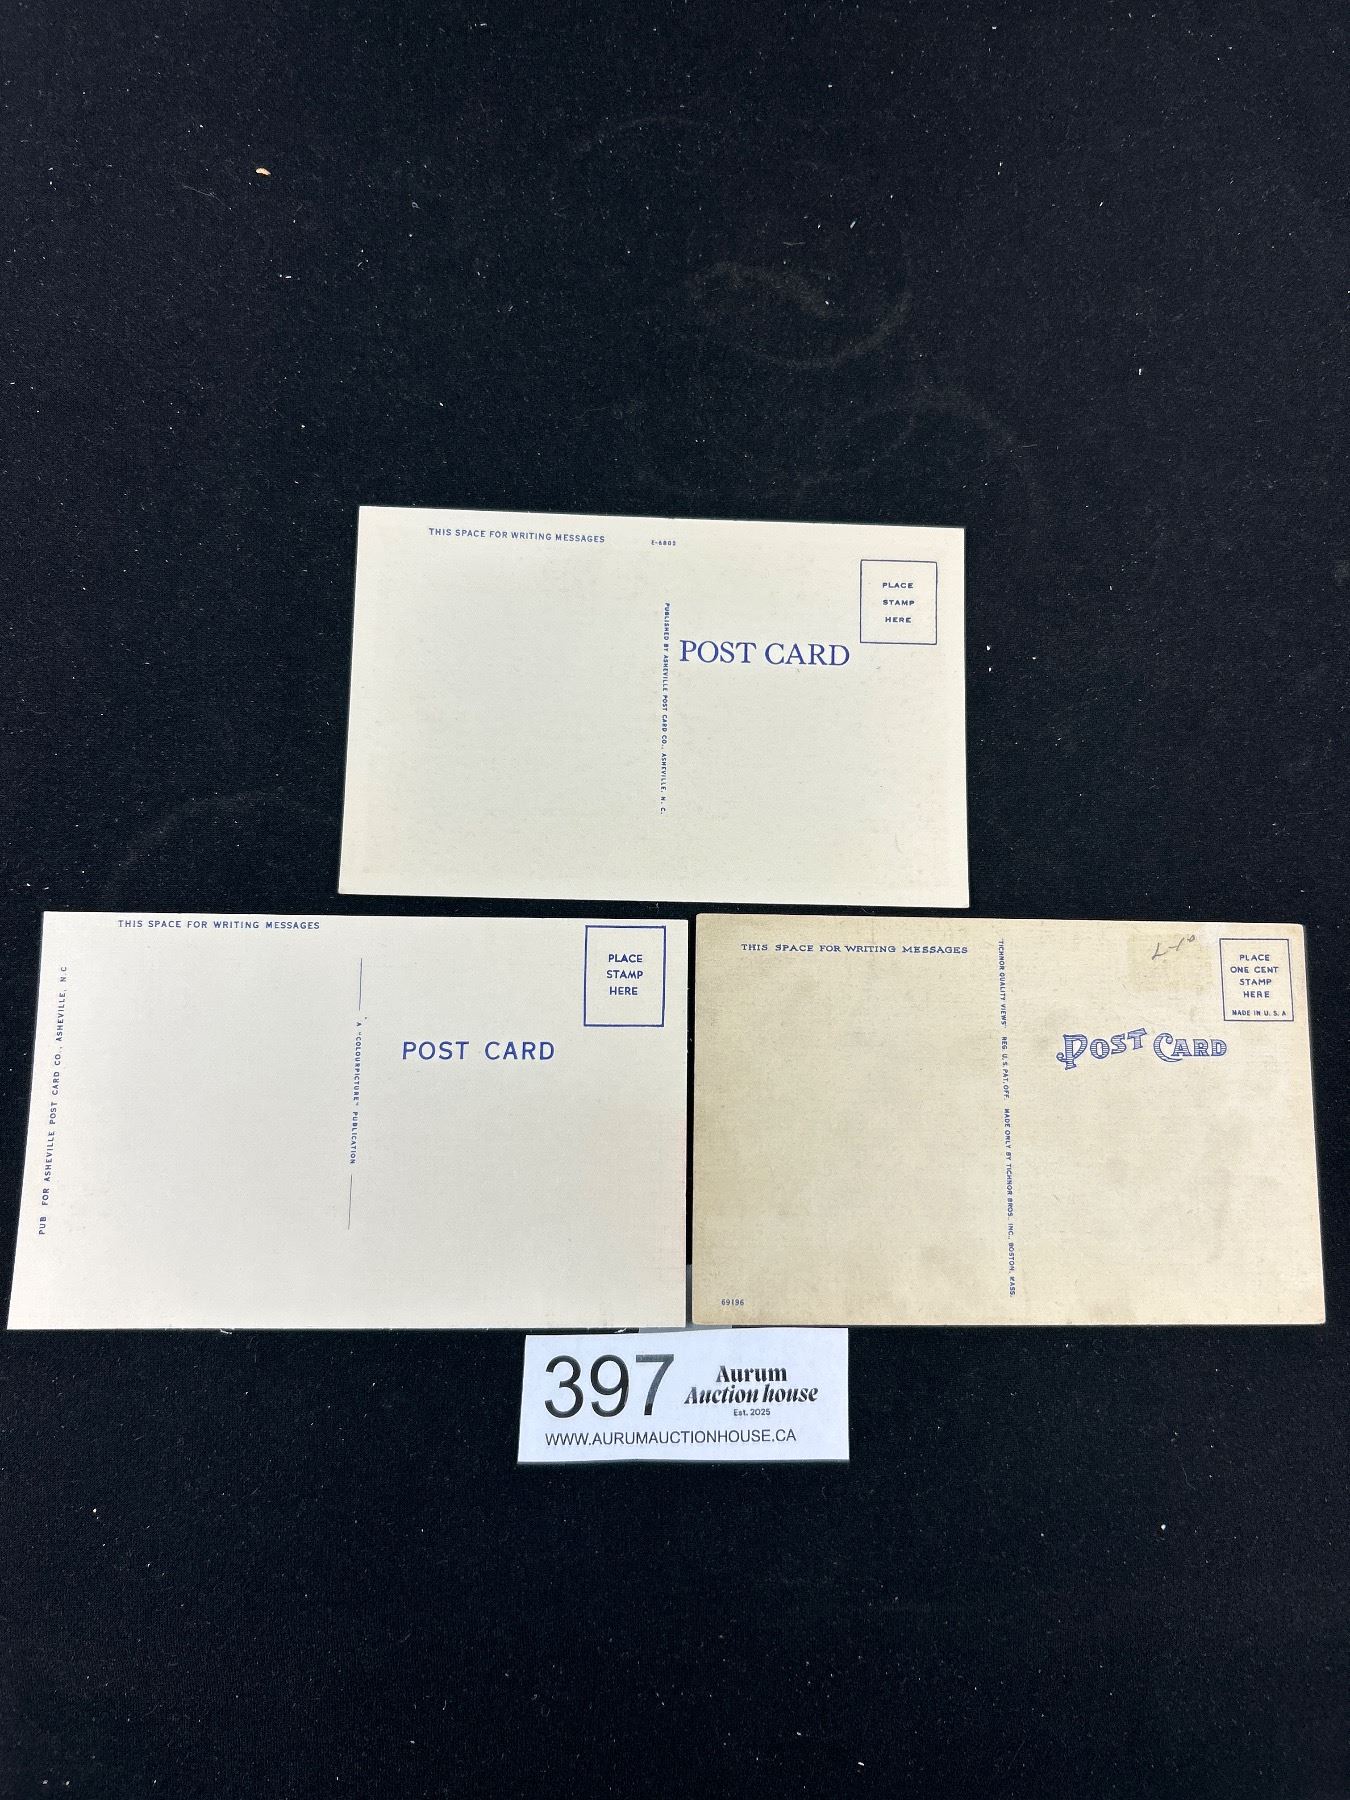 THIS SPACE FOR WRITING MESSAGES
E-6803
PLACE
STAMP
HERE
PUBLISHED BY ASHEVILLE POST CARD CO., ASHEVILLE, N. C.
POST CARD
THIS SPACE FOR WRITING MESSAGES
PLACE
STAMP
HERE
PUB FOR ASHEVILLE POST CARD CO., ASHEVILLE, N.C
A "COLOURPICTURE" PUBLICATION
POST CARD
THIS SPACE FOR WRITING MESSAGES
PLACE
ONE CENT
STAMP
HERE
MADE IN U. S. A
TICHNOR QUALITY VIEWS REG. U. S. PAT. OFF. MADE ONLY BY TICHNOR BROS. INC., BOSTON, MASS.
POST CARD
69196
397
Aurum
Auction house
Est. 2025
WWW.AURUMAUCTIONHOUSE.CA